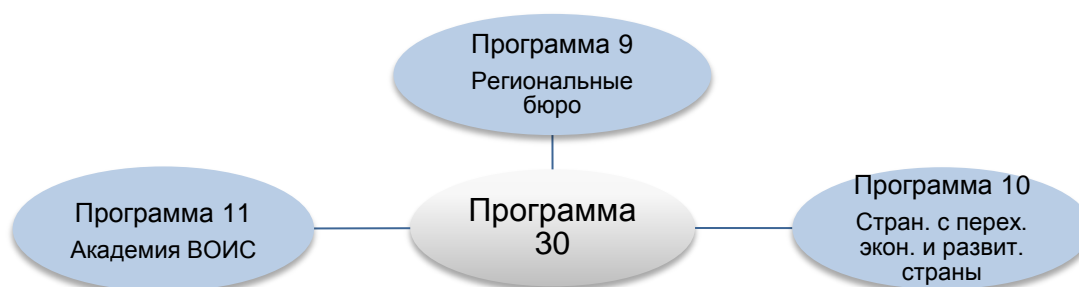 Программа 9
Региональные
бюро
Программа 11
Академия ВОИС
Программа
30
Программа 10
Стран. с перех.
экон. и развит.
страны